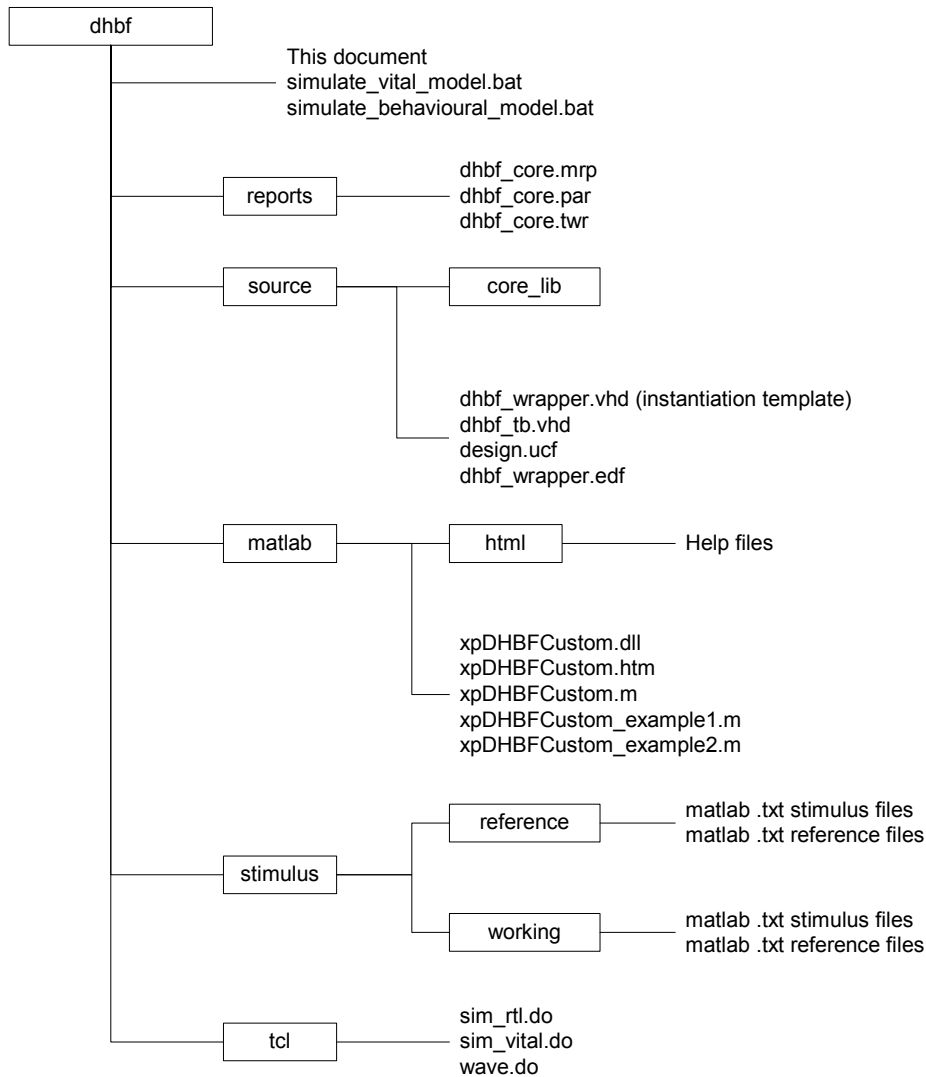 dhbf
This document
simulate_vital_model.bat
simulate_behavioural_model.bat
reports
dhbf_core.mrp
dhbf_core.par
dhbf_core.twr
source
core_lib
dhbf_wrapper.vhd (instantiation template)
dhbf_tb.vhd
design.ucf
dhbf_wrapper.edf
matlab
html
Help files
xpDHBFCustom.dll
xpDHBFCustom.htm
xpDHBFCustom.m
xpDHBFCustom_example1.m
xpDHBFCustom_example2.m
stimulus
reference
matlab .txt stimulus files
matlab .txt reference files
working
matlab .txt stimulus files
matlab .txt reference files
tcl
sim_rtl.do
sim_vital.do
wave.do